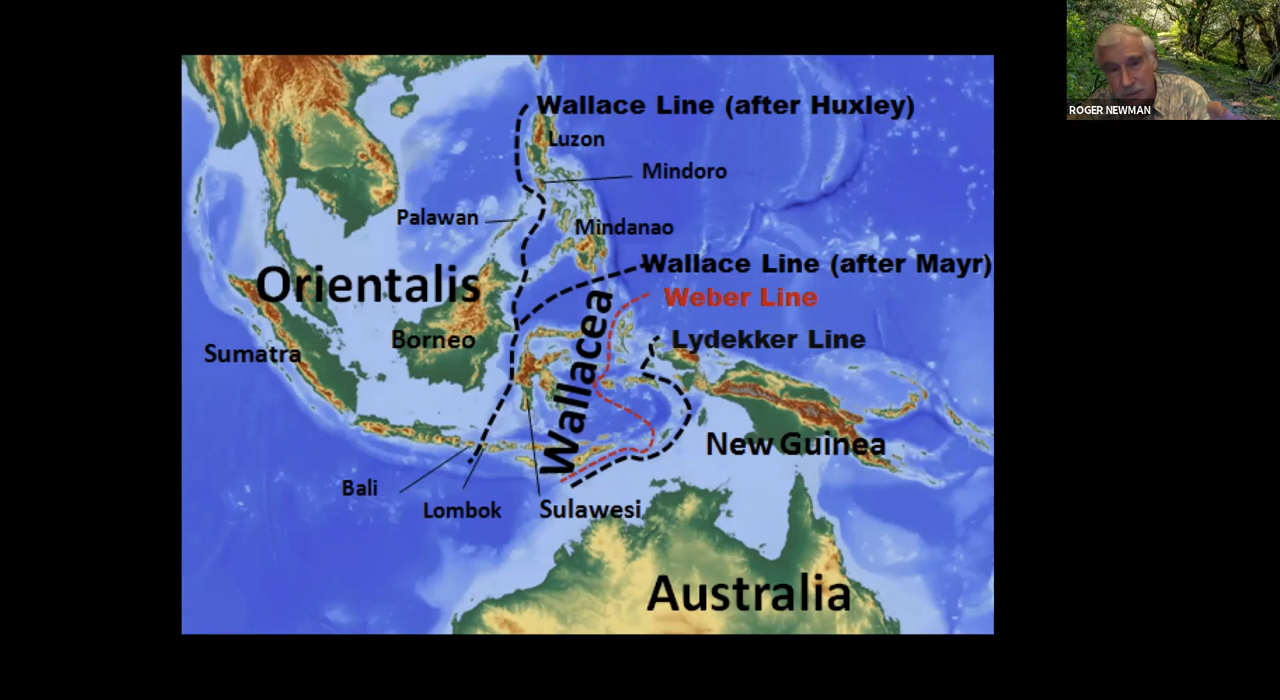 ROGER NEWMAN
Wallace Line (after Huxley)
Luzon
Mindoro
Palawan
Mindanao
Wallace Line (after Mayr)
Orientalis
Weber Line
Lydekker Line
Borneo
Sumatra
Wallacea
New Guinea
Bali
Lombok
Sulawesi
Australia